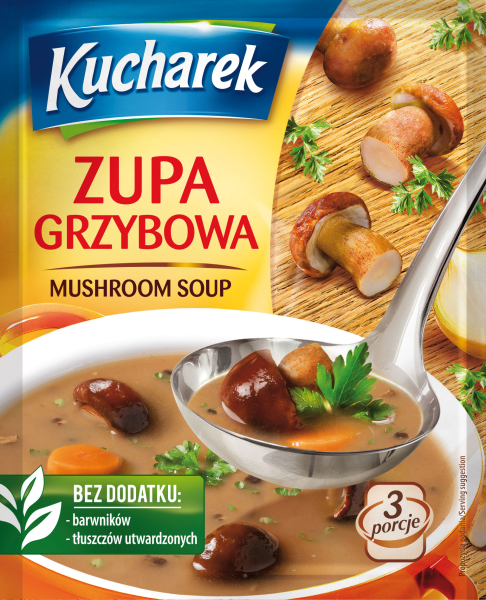 Kucharek
ZUPA
GRZYBOWA
MUSHROOM SOUP
BEZ DODATKU:
- barwników
- tłuszczów utwardzonych
3
porcje
Propozycja podania/Serving suggestion